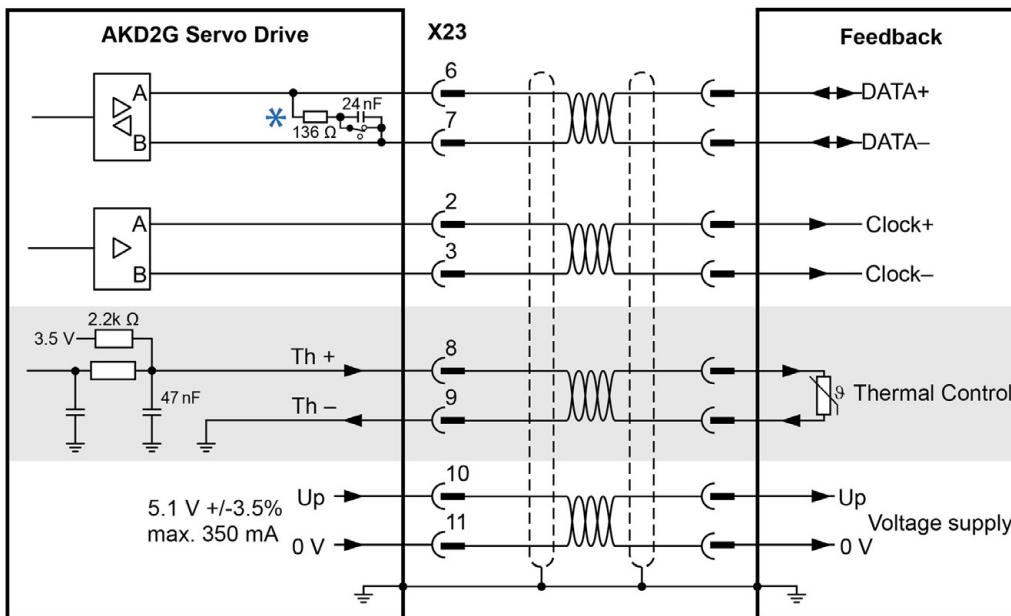 AKD2G Servo Drive
X23
Feedback
A
B
*
136 Ω
24 nF
6
7
DATA+
DATA–
A
B
2
3
Clock+
Clock–
2.2k Ω
3.5 V
47 nF
Th +
Th –
8
9
ϑ Thermal Control
5.1 V +/-3.5%
max. 350 mA
Up
0 V
10
11
Up
Voltage supply
0 V